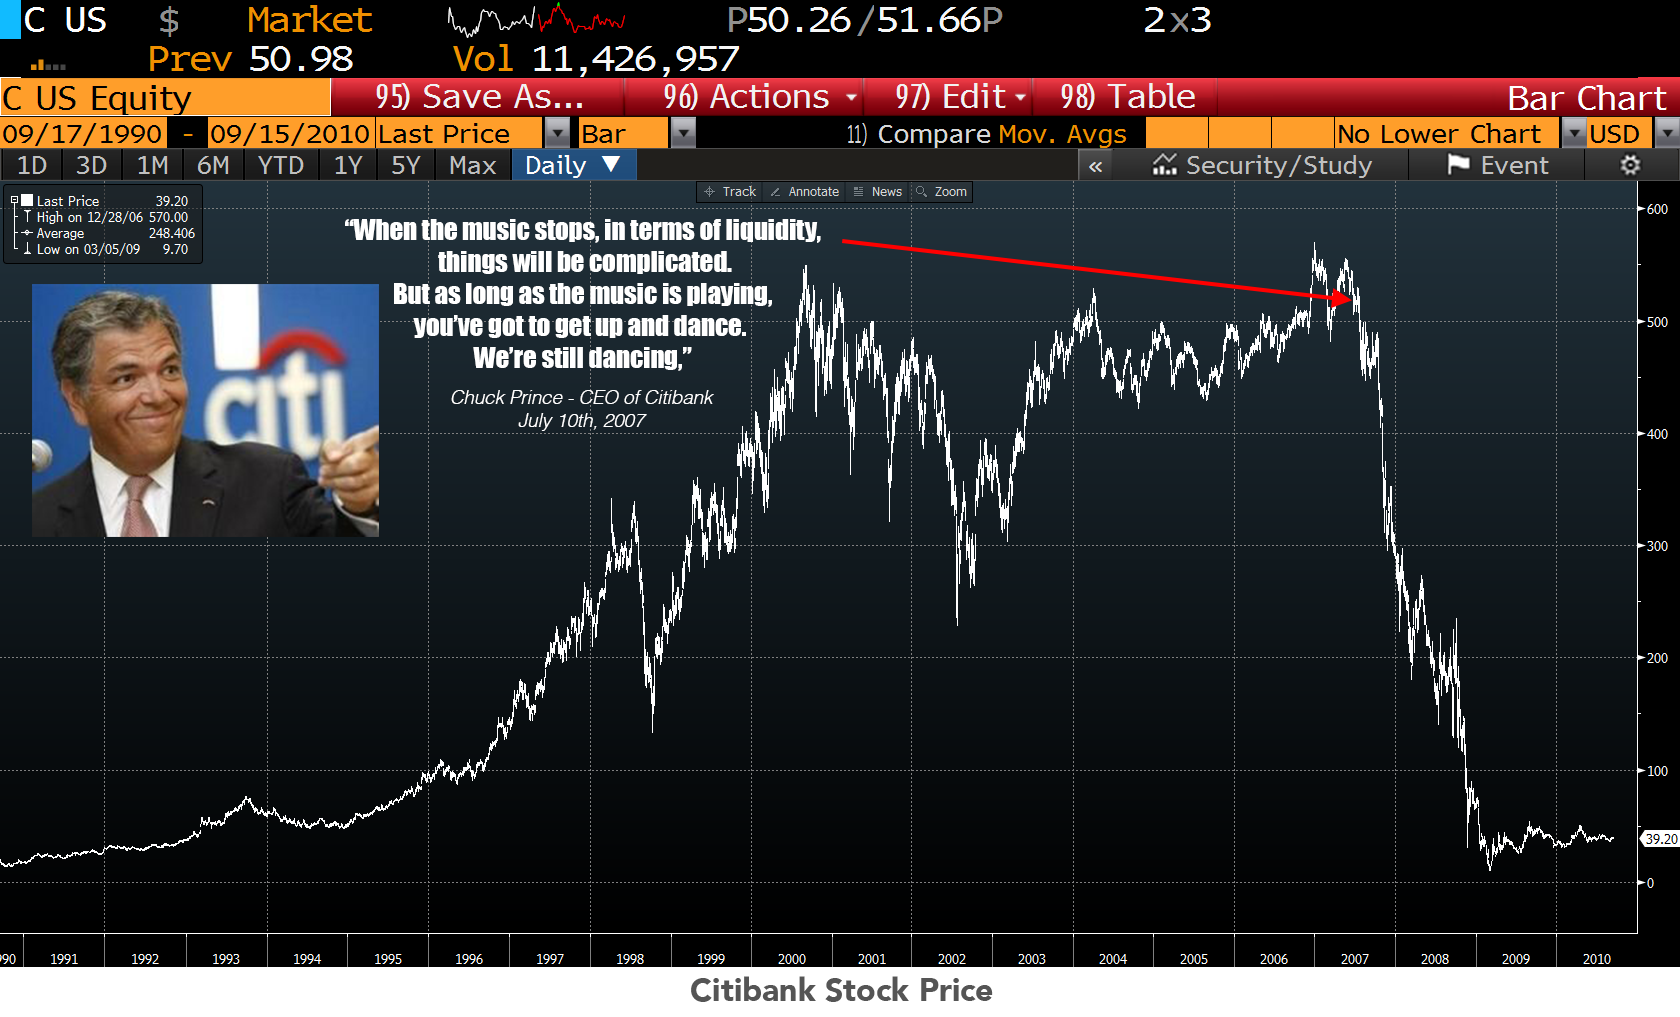 C US $ Market P50.26/51.66P 2x3
Prev 50.98 Vol 11,426,957
C US Equity 95) Save As... 96) Actions 97) Edit 98) Table Bar Chart
09/17/1990 - 09/15/2010 Last Price Bar 11) Compare Mov. Avgs No Lower Chart USD
1D 3D 1M 6M YTD 1Y 5Y Max Daily ▼ « Security/Study Event
Track Annotate News Zoom
Last Price 39.20
High on 12/28/06 570.00
Average 248.406
Low on 03/05/09 9.70
“When the music stops, in terms of liquidity,
things will be complicated.
But as long as the music is playing,
you’ve got to get up and dance.
We’re still dancing,”
Chuck Prince - CEO of Citibank
July 10th, 2007
citi
600
500
400
300
200
100
39.20
0
90 1991 1992 1993 1994 1995 1996 1997 1998 1999 2000 2001 2002 2003 2004 2005 2006 2007 2008 2009 2010
Citibank Stock Price